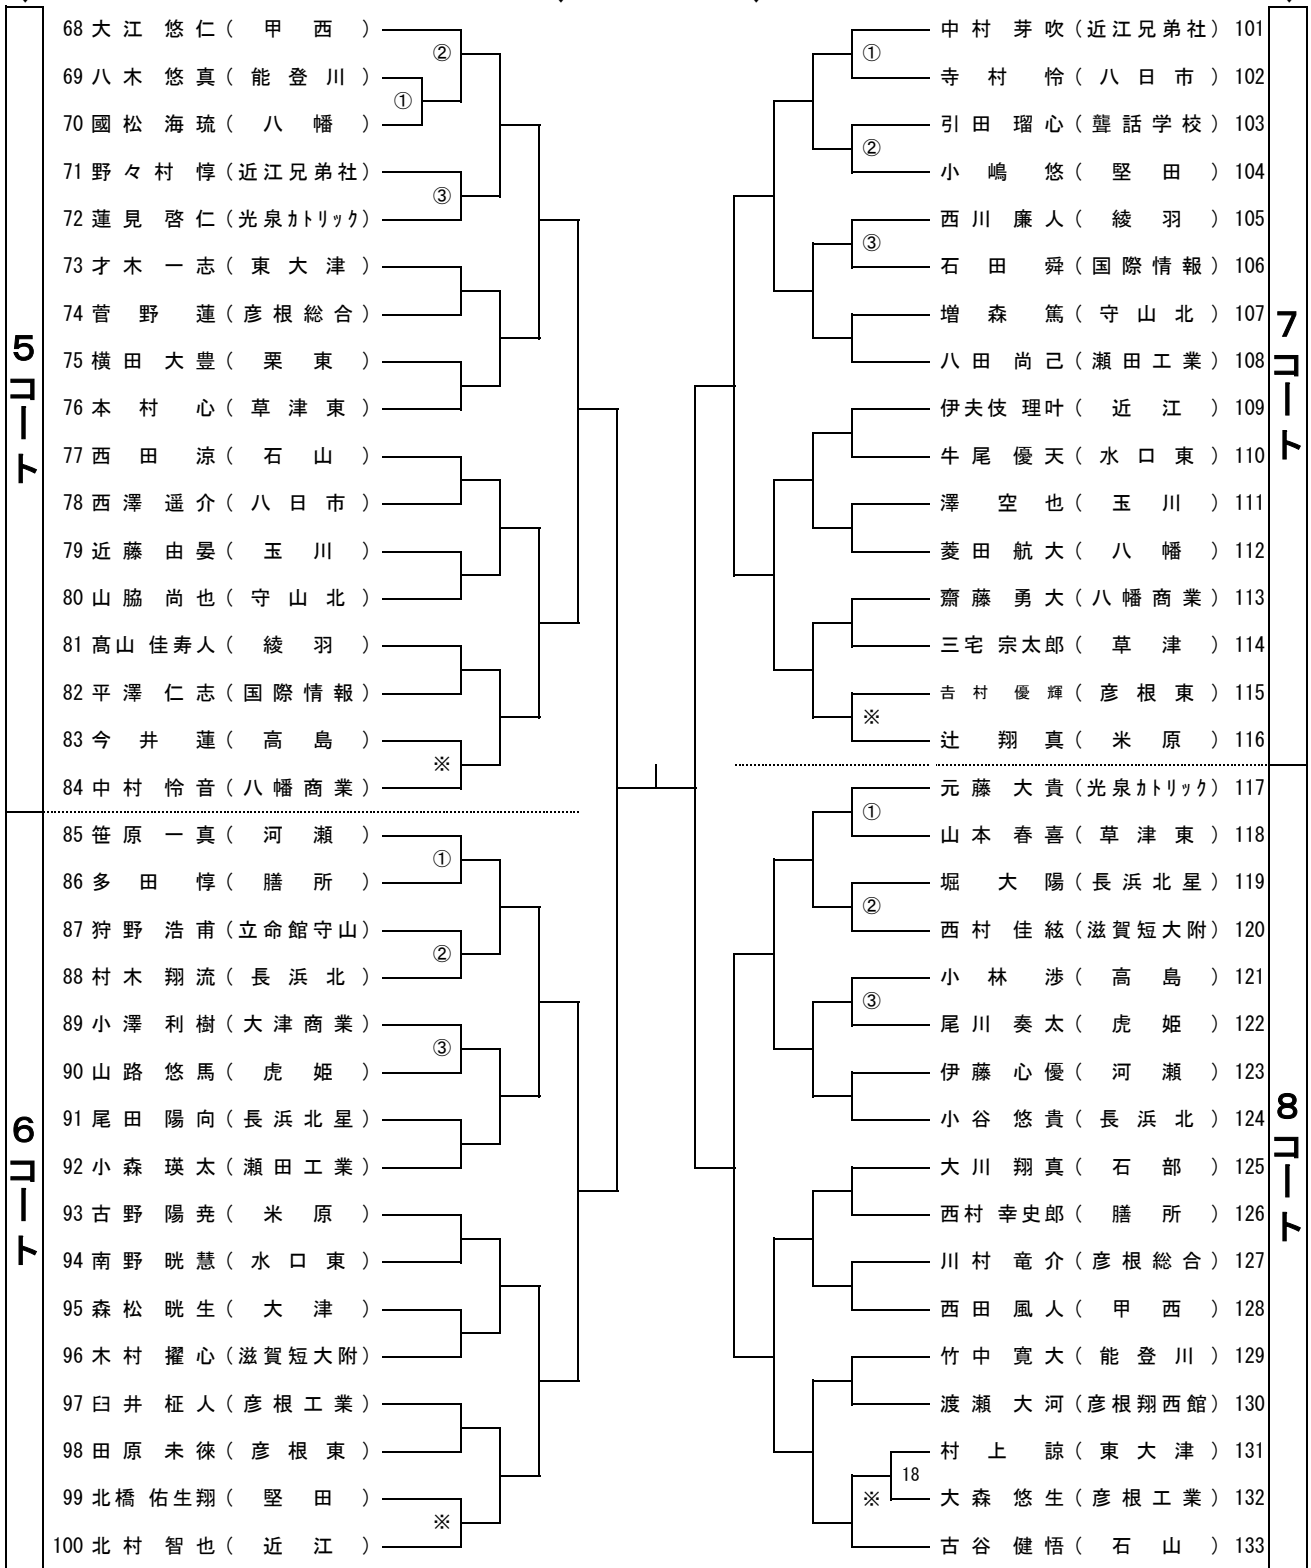 5コート
68 大江 悠仁 ( 甲西 )
②
69 八木 悠真 ( 能登川 )
①
70 國松 海琉 ( 八幡 )
71 野々村 惇 (近江兄弟社)
③
72 蓮見 啓仁 (光泉カトリック)
73 才木 一志 ( 東大津 )
74 菅野 蓮 ( 彦根総合 )
75 横田 大豊 ( 栗東 )
76 本村 心 ( 草津東 )
77 西田 涼 ( 石山 )
78 西澤 遥介 ( 八日市 )
79 近藤 由晏 ( 玉川 )
80 山脇 尚也 ( 守山北 )
81 髙山 佳寿人 ( 綾羽 )
82 平澤 仁志 ( 国際情報 )
83 今井 蓮 ( 高島 )
※
84 中村 怜音 ( 八幡商業 )
6コート
85 笹原 一真 ( 河瀬 )
①
86 多田 惇 ( 膳所 )
87 狩野 浩甫 (立命館守山)
②
88 村木 翔流 ( 長浜北 )
89 小澤 利樹 ( 大津商業 )
③
90 山路 悠馬 ( 虎姫 )
91 尾田 陽向 ( 長浜北星 )
92 小森 瑛太 ( 瀬田工業 )
93 古野 陽尭 ( 米原 )
94 南野 晄慧 ( 水口東 )
95 森松 晄生 ( 大津 )
96 木村 擢心 (滋賀短大附)
97 臼井 柾人 ( 彦根工業 )
98 田原 未徠 ( 彦根東 )
99 北橋 佑生翔 ( 堅田 )
※
100 北村 智也 ( 近江 )
7コート
中村 芽吹 (近江兄弟社) 101
①
寺村 怜 ( 八日市 ) 102
引田 瑠心 ( 聾話学校 ) 103
②
小嶋 悠 ( 堅田 ) 104
西川 廉人 ( 綾羽 ) 105
③
石田 舜 ( 国際情報 ) 106
増森 篤 ( 守山北 ) 107
八田 尚己 ( 瀬田工業 ) 108
伊夫伎 理叶 ( 近江 ) 109
牛尾 優天 ( 水口東 ) 110
澤 空也 ( 玉川 ) 111
菱田 航大 ( 八幡 ) 112
齋藤 勇大 ( 八幡商業 ) 113
三宅 宗太郎 ( 草津 ) 114
𠮷村 優輝 ( 彦根東 ) 115
※
辻 翔真 ( 米原 ) 116
8コート
元藤 大貴 (光泉カトリック) 117
①
山本 春喜 ( 草津東 ) 118
堀 大陽 ( 長浜北星 ) 119
②
西村 佳絃 (滋賀短大附) 120
小林 渉 ( 高島 ) 121
③
尾川 奏太 ( 虎姫 ) 122
伊藤 心優 ( 河瀬 ) 123
小谷 悠貴 ( 長浜北 ) 124
大川 翔真 ( 石部 ) 125
西村 幸史郎 ( 膳所 ) 126
川村 竜介 ( 彦根総合 ) 127
西田 風人 ( 甲西 ) 128
竹中 寛大 ( 能登川 ) 129
渡瀬 大河 (彦根翔西館) 130
村上 諒 ( 東大津 ) 131
18
※
大森 悠生 ( 彦根工業 ) 132
古谷 健悟 ( 石山 ) 133